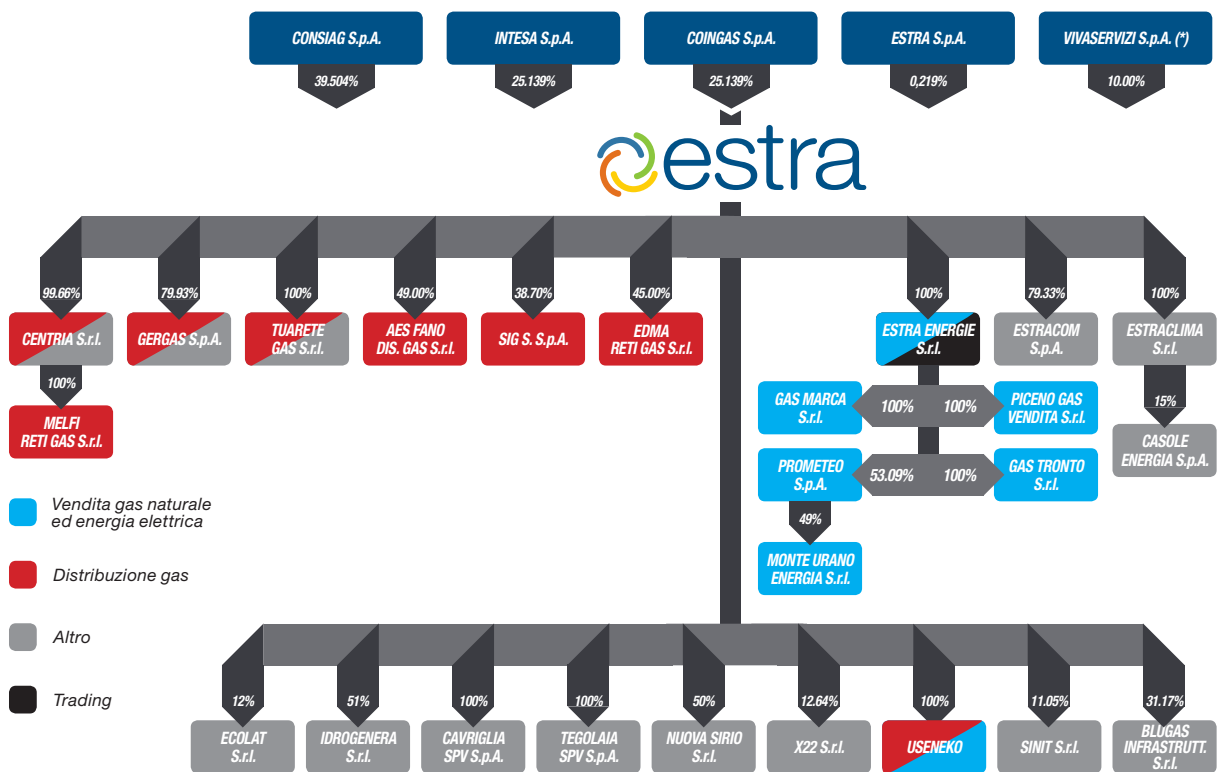 CONSIAG S.p.A.
INTESA S.p.A.
COINGAS S.p.A.
ESTRA S.p.A.
VIVASERVIZI S.p.A. (*)
39.504%
25.139%
25.139%
0,219%
10.00%
estra
99.66%
79.93%
100%
49.00%
38.70%
45.00%
100%
79.33%
100%
CENTRIA S.r.l.
GERGAS S.p.A.
TUARETE
GAS S.r.l.
AES FANO
DIS. GAS S.r.l.
SIG S. S.p.A.
EDMA
RETI GAS S.r.l.
ESTRA ENERGIE
S.r.l.
ESTRACOM
S.p.A.
ESTRACLIMA
S.r.l.
100%
MELFI
RETI GAS S.r.l.
GAS MARCA
S.r.l.
100%
100%
PICENO GAS
VENDITA S.r.l.
15%
CASOLE
ENERGIA S.p.A.
PROMETEO
S.p.A.
53.09%
100%
GAS TRONTO
S.r.l.
49%
MONTE URANO
ENERGIA S.r.l.
Vendita gas naturale
ed energia elettrica
Distribuzione gas
Altro
Trading
12%
51%
100%
100%
50%
12.64%
100%
11.05%
31.17%
ECOLAT
S.r.l.
IDROGENERA
S.r.l.
CAVRIGLIA
SPV S.p.A.
TEGOLAIA
SPV S.p.A.
NUOVA SIRIO
S.r.l.
X22 S.r.l.
USENEKO
SINIT S.r.l.
BLUGAS
INFRASTRUTT.
S.r.l.